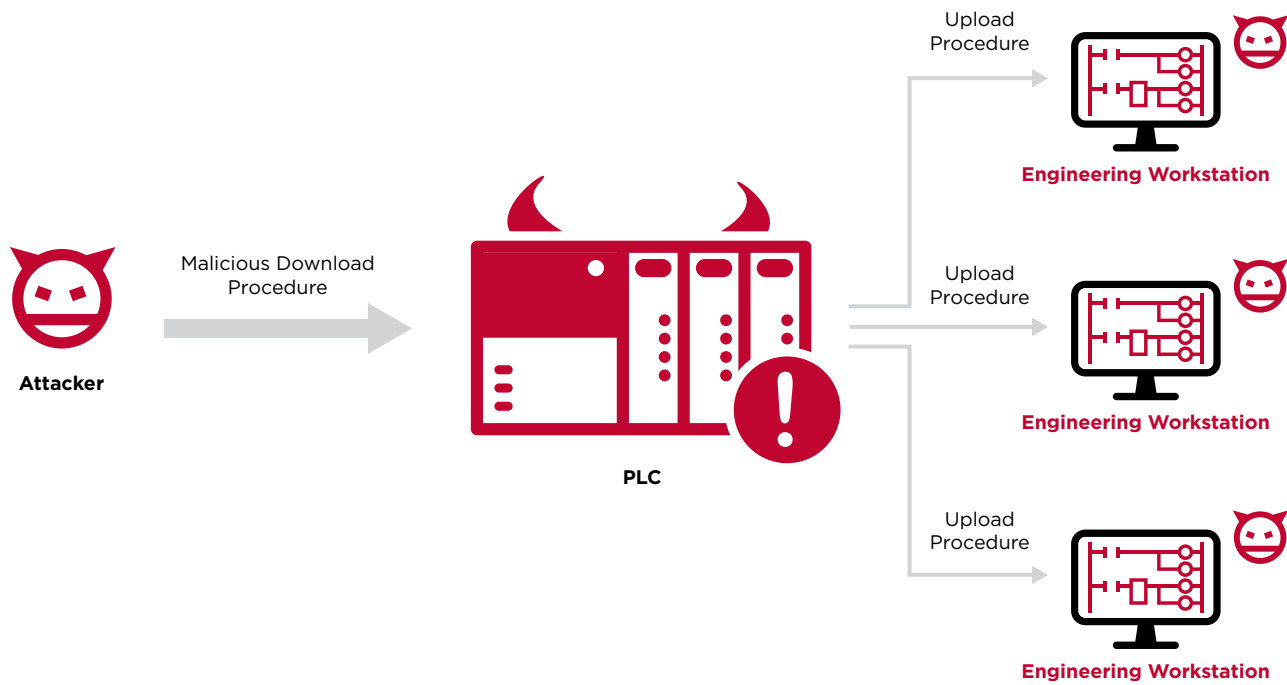 Upload
Procedure
Engineering Workstation
Malicious Download
Procedure
Attacker
PLC
Upload
Procedure
Engineering Workstation
Upload
Procedure
Engineering Workstation